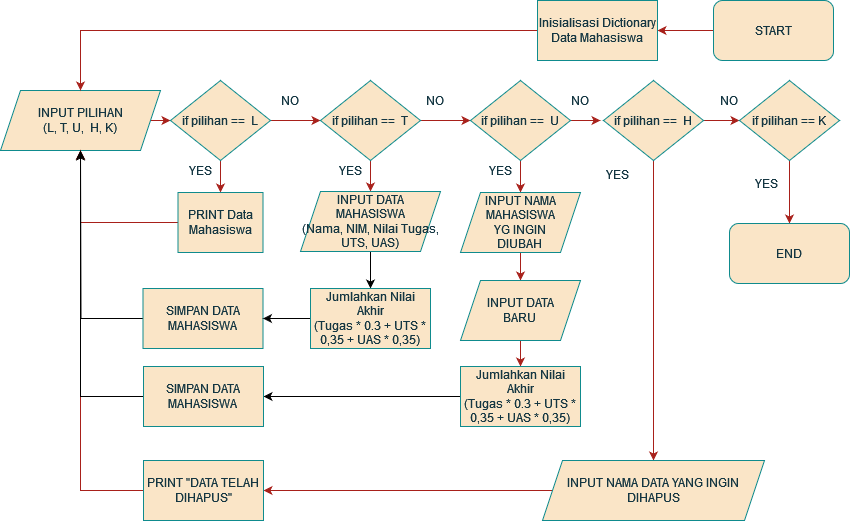 Inisialisasi Dictionary
Data Mahasiswa
START
INPUT PILIHAN
(L, T, U,  H, K)
if pilihan ==  L
NO
if pilihan ==  T
NO
if pilihan ==  U
NO
if pilihan ==  H
NO
if pilihan == K
YES
YES
YES
YES
YES
PRINT Data
Mahasiswa
INPUT DATA
MAHASISWA
(Nama, NIM, Nilai Tugas,
UTS, UAS)
INPUT NAMA
MAHASISWA
YG INGIN
DIUBAH
END
SIMPAN DATA
MAHASISWA
Jumlahkan Nilai
Akhir
(Tugas * 0.3 + UTS *
0,35 + UAS * 0,35)
INPUT DATA
BARU
SIMPAN DATA
MAHASISWA
Jumlahkan Nilai
Akhir
(Tugas * 0.3 + UTS *
0,35 + UAS * 0,35)
PRINT "DATA TELAH
DIHAPUS"
INPUT NAMA DATA YANG INGIN
DIHAPUS